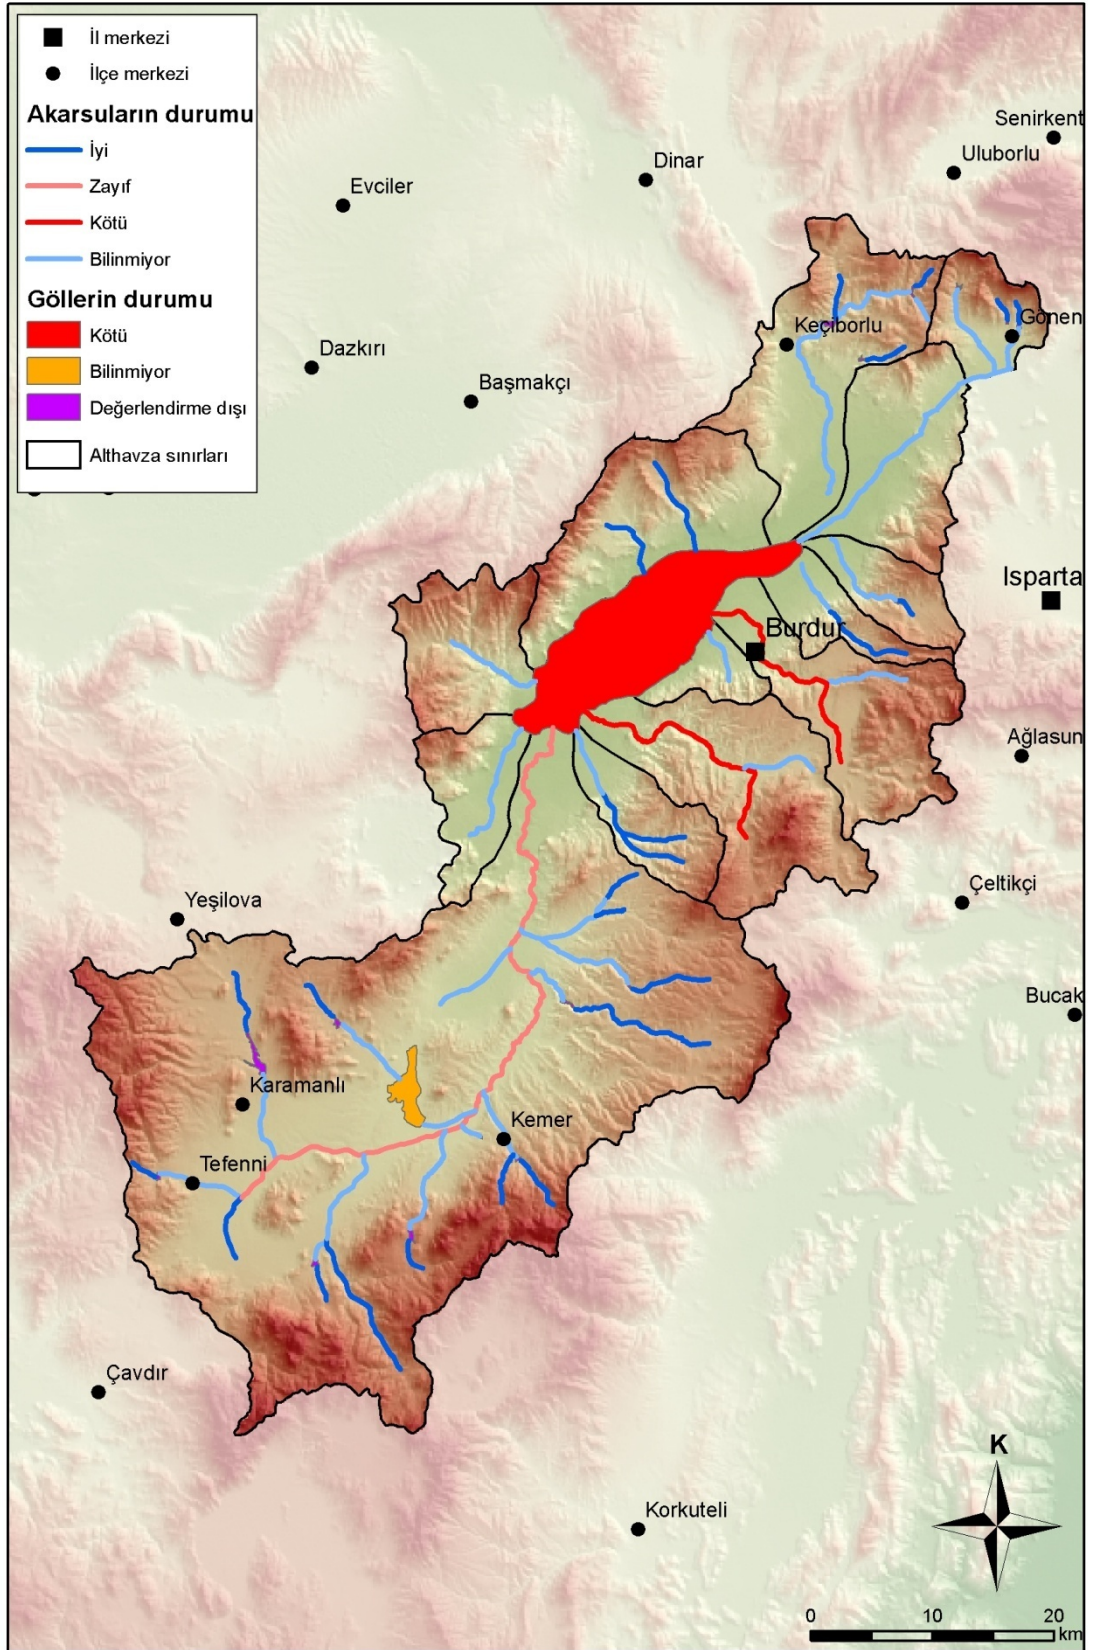 İl merkezi
İlçe merkezi
Akarsuların durumu
İyi
Zayıf
Kötü
Bilinmiyor
Göllerin durumu
Kötü
Bilinmiyor
Değerlendirme dışı
Althavza sınırları
Senirkent
Uluborlu
Dinar
Evciler
Keçiborlu
Gönen
Dazkırı
Başmakçı
Isparta
Burdur
Ağlasun
Çeltikçi
Yeşilova
Bucak
Karamanlı
Kemer
Tefenni
Çavdır
Korkuteli
K
0 10 20
km